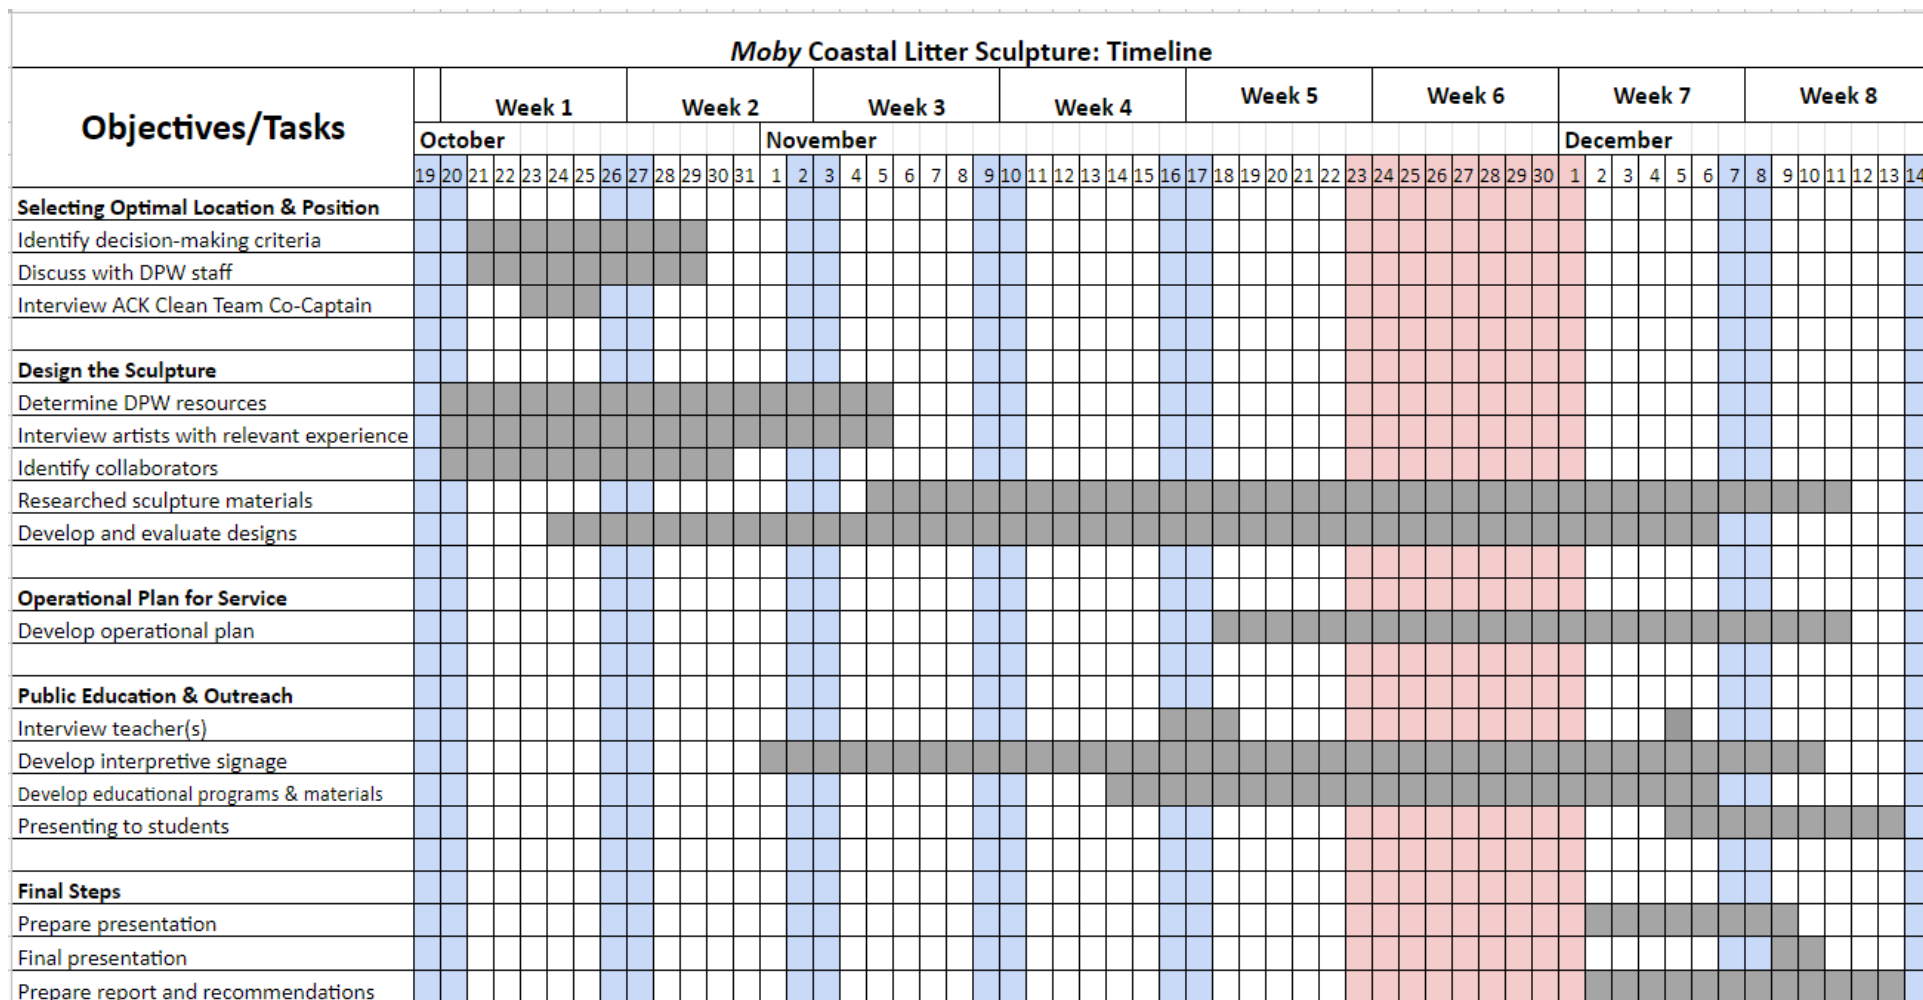 Moby Coastal Litter Sculpture: Timeline
Objectives/Tasks
Week 1 Week 2 Week 3 Week 4 Week 5 Week 6 Week 7 Week 8
October November December
19 20 21 22 23 24 25 26 27 28 29 30 31 1 2 3 4 5 6 7 8 9 10 11 12 13 14 15 16 17 18 19 20 21 22 23 24 25 26 27 28 29 30 1 2 3 4 5 6 7 8 9 10 11 12 13 14
Selecting Optimal Location & Position
Identify decision-making criteria
Discuss with DPW staff
Interview ACK Clean Team Co-Captain
Design the Sculpture
Determine DPW resources
Interview artists with relevant experience
Identify collaborators
Researched sculpture materials
Develop and evaluate designs
Operational Plan for Service
Develop operational plan
Public Education & Outreach
Interview teacher(s)
Develop interpretive signage
Develop educational programs & materials
Presenting to students
Final Steps
Prepare presentation
Final presentation
Prepare report and recommendations